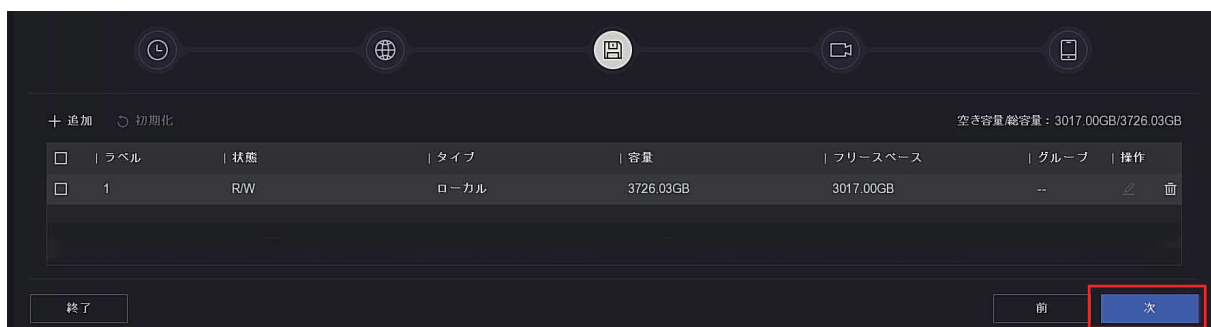 追加 初期化 空き容量/総容量：3017.00GB/3726.03GB
| ラベル | 状態 | タイプ | 容量 | フリースペース | グループ | 操作
1 R/W ローカル 3726.03GB 3017.00GB --
終了 前 次